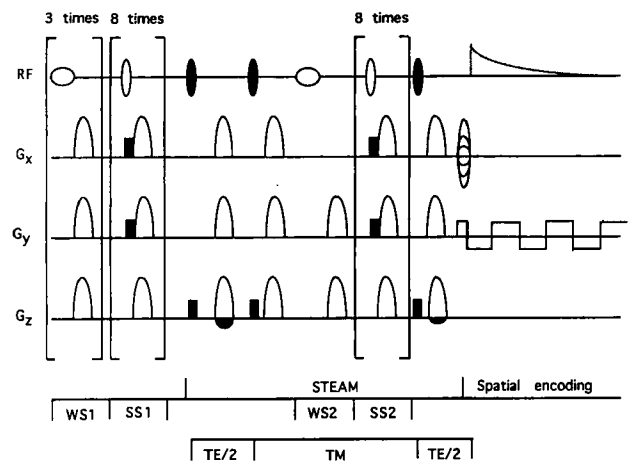 3 times 8 times 8 times
RF
Gx
Gy
Gz
STEAM Spatial encoding
WS1 SS1 WS2 SS2
TE/2 TM TE/2